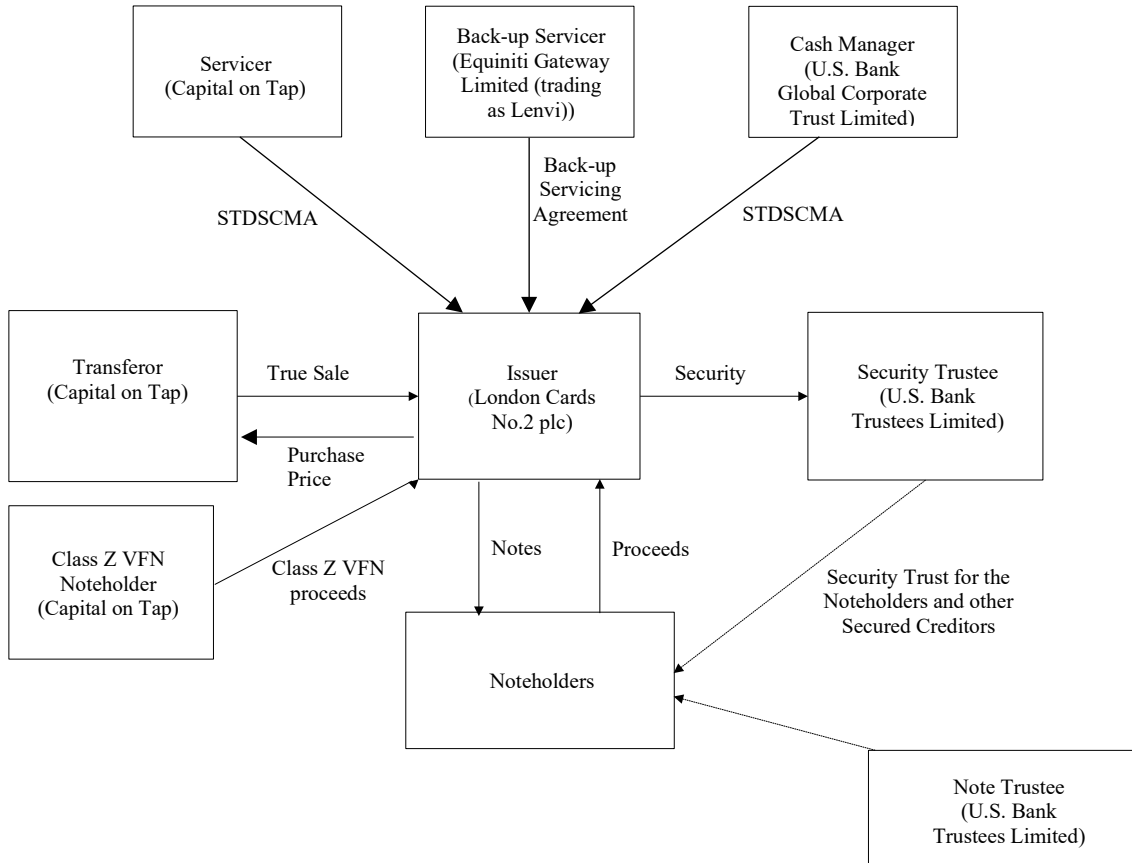 Servicer
(Capital on Tap)
Back-up Servicer
(Equiniti Gateway
Limited (trading
as Lenvi))
Cash Manager
(U.S. Bank
Global Corporate
Trust Limited)
STDSCMA
Back-up
Servicing
Agreement
STDSCMA
Transferor
(Capital on Tap)
True Sale
Purchase
Price
Issuer
(London Cards
No.2 plc)
Security
Security Trustee
(U.S. Bank
Trustees Limited)
Class Z VFN
Noteholder
(Capital on Tap)
Class Z VFN
proceeds
Notes
Proceeds
Security Trust for the
Noteholders and other
Secured Creditors
Noteholders
Note Trustee
(U.S. Bank
Trustees Limited)